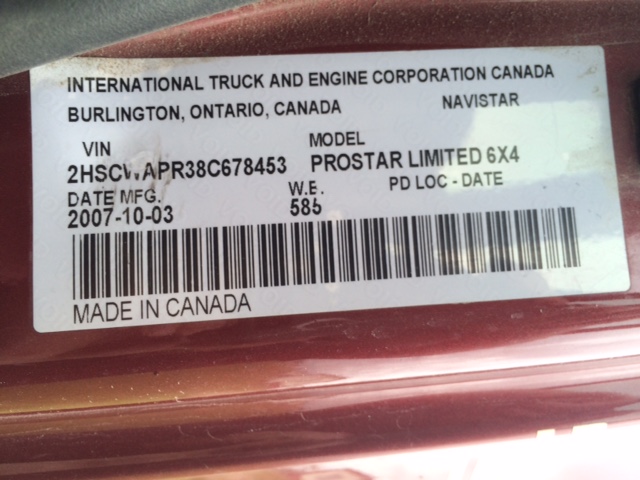 INTERNATIONAL TRUCK AND ENGINE CORPORATION CANADA
BURLINGTON, ONTARIO, CANADA NAVISTAR
VIN MODEL
2HSCWAPR38C678453 PROSTAR LIMITED 6X4
DATE MFG. W.B. PD LOC - DATE
2007-10-03 585
MADE IN CANADA